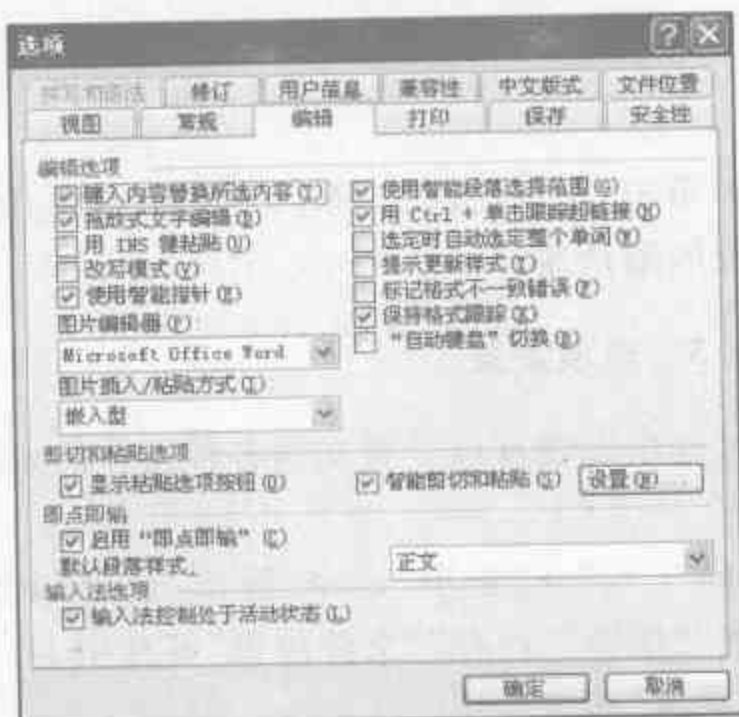 选项
拼写和语法 修订 用户信息 兼容性 中文版式 文件位置
视图 常规 编辑 打印 保存 安全性
编辑选项
键入内容替换所选内容(T) 使用智能段落选择范围(G)
拖放式文字编辑(D) 用 Ctrl + 单击跟踪超链接(H)
用 INS 键粘贴(U) 选定时自动选定整个单词(W)
改写模式(V) 提示更新样式(T)
使用智能指针(E) 标记格式不一致错误(F)
图片编辑器(P): 保持格式跟踪(K)
Microsoft Office Word “自动键盘”切换(B)
图片插入/粘贴方式(I)
嵌入型
剪切和粘贴选项
显示粘贴选项按钮(O) 智能剪切和粘贴(S) 设置(E)...
即点即输
启用“即点即输”(C)
默认段落样式: 正文
输入法选项
输入法控制处于活动状态(L)
确定 取消